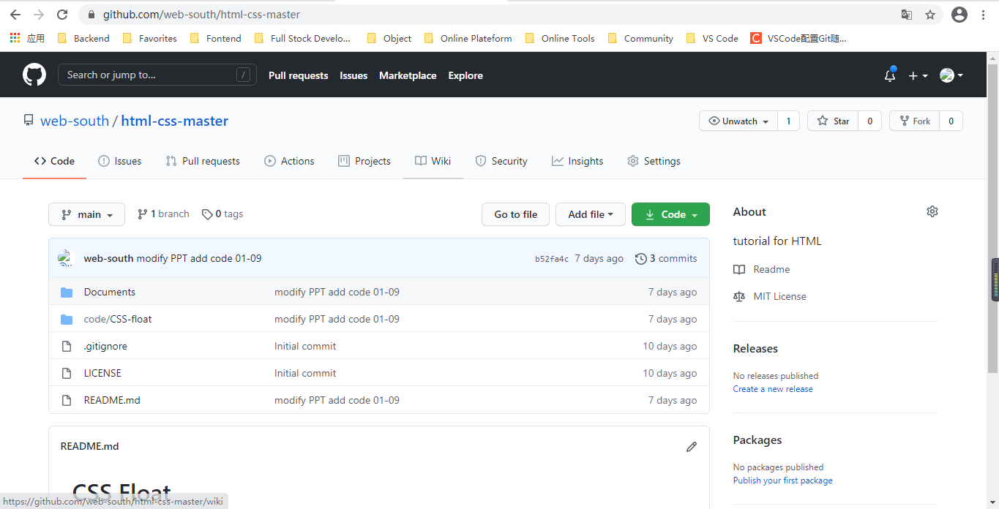 github.com/web-south/html-css-master
应用 Backend Favorites Fontend Full Stock Develo... Object Online Plateform Online Tools Community VS Code C VSCode配置Git随...
Search or jump to... / Pull requests Issues Marketplace Explore
web-south / html-css-master Unwatch 1 Star 0 Fork 0
Code Issues Pull requests Actions Projects Wiki Security Insights Settings
main 1 branch 0 tags Go to file Add file Code
web-south modify PPT add code 01-09 b52fa4c 7 days ago 3 commits
Documents modify PPT add code 01-09 7 days ago
code/CSS-float modify PPT add code 01-09 7 days ago
.gitignore Initial commit 10 days ago
LICENSE Initial commit 10 days ago
README.md modify PPT add code 01-09 7 days ago
README.md
CSS Float
https://github.com/web-south/html-css-master/wiki
About
tutorial for HTML
Readme
MIT License
Releases
No releases published
Create a new release
Packages
No packages published
Publish your first package